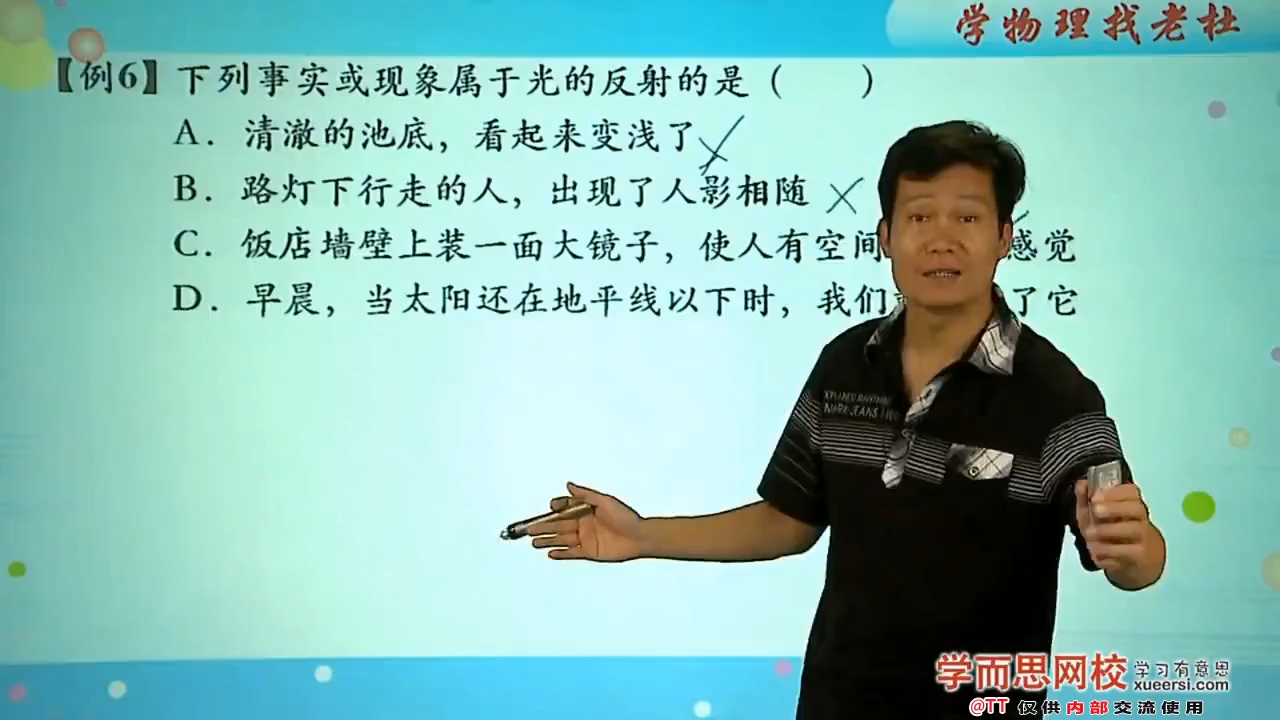 学物理找老杜
【例6】下列事实或现象属于光的反射的是（　　）
A．清澈的池底，看起来变浅了
B．路灯下行走的人，出现了人影相随
C．饭店墙壁上装一面大镜子，使人有空间 感觉
D．早晨，当太阳还在地平线以下时，我们 了它
NARA JEANS
学而思网校 学习有意思
xueersi.com
@TT 仅供内部交流使用